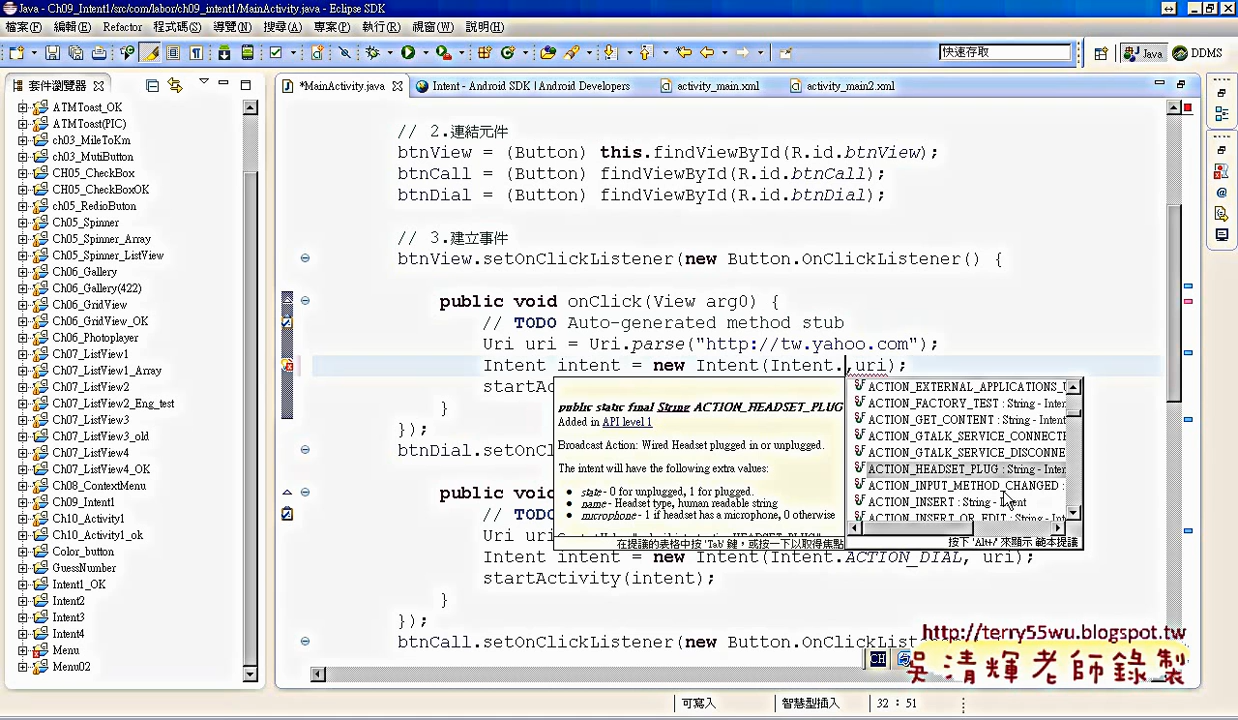 Java - Ch09_Intent1/src/com/labor/ch09_intent1/MainActivity.java - Eclipse SDK
檔案(F) 編輯(E) Refactor 程式碼(S) 導覽(N) 搜尋(A) 專案(P) 執行(R) 視窗(W) 說明(H)
快速存取 Java DDMS
套件瀏覽器
*MainActivity.java Intent - Android SDK | Android Developers activity_main.xml activity_main2.xml
ATMToast_OK
ATMToast(PIC)
ch03_MileToKm
ch03_MutiButton
CH05_CheckBox
CH05_CheckBoxOK
ch05_RedioButon
Ch05_Spinner
Ch05_Spinner_Array
Ch05_Spinner_ListView
Ch06_Gallery
Ch06_Gallery(422)
Ch06_GridView
Ch06_GridView_OK
Ch06_Photoplayer
Ch07_ListView1
Ch07_ListView1_Array
Ch07_ListView2
Ch07_ListView2_Eng_test
Ch07_ListView3
Ch07_ListView3_old
Ch07_ListView4
Ch07_ListView4_OK
Ch08_ContextMenu
Ch09_Intent1
Ch10_Activity1
Ch10_Activity1_ok
Color_button
GuessNumber
Intent1_OK
Intent2
Intent3
Intent4
Menu
Menu02
// 2.連結元件
btnView = (Button) this.findViewById(R.id.btnView);
btnCall = (Button) findViewById(R.id.btnCall);
btnDial = (Button) findViewById(R.id.btnDial);
// 3.建立事件
btnView.setOnClickListener(new Button.OnClickListener() {
public void onClick(View arg0) {
// TODO Auto-generated method stub
Uri uri = Uri.parse("http://tw.yahoo.com");
Intent intent = new Intent(Intent.,uri);
startA
}
});
btnDial.setOnC
public vo
// TODO
Uri uri
Intent intent = new Intent(Intent.ACTION_DIAL, uri);
startActivity(intent);
}
});
btnCall.setOnClickListener(new Button.OnClickList
public static final String ACTION_HEADSET_PLUG
Added in API level 1
Broadcast Action: Wired Headset plugged in or unplugged.
The intent will have the following extra values:
• state - 0 for unplugged, 1 for plugged.
• name - Headset type, human readable string
• microphone - 1 if headset has a microphone, 0 otherwise
在提議的表格中按 'Tab' 鍵，或按一下以取得焦點
ACTION_EXTERNAL_APPLICATIONS_
ACTION_FACTORY_TEST : String - Inter
ACTION_GET_CONTENT : String - Intent
ACTION_GTALK_SERVICE_CONNECTE
ACTION_GTALK_SERVICE_DISCONNE
ACTION_HEADSET_PLUG : String - Inter
ACTION_INPUT_METHOD_CHANGED :
ACTION_INSERT : String - Intent
ACTION_INSERT_OR_EDIT : String - Int
按下 'Alt+/' 來顯示 範本提議
http://terry55wu.blogspot.tw
吳清輝老師錄製
CH
可寫入 智慧型插入 32 : 51